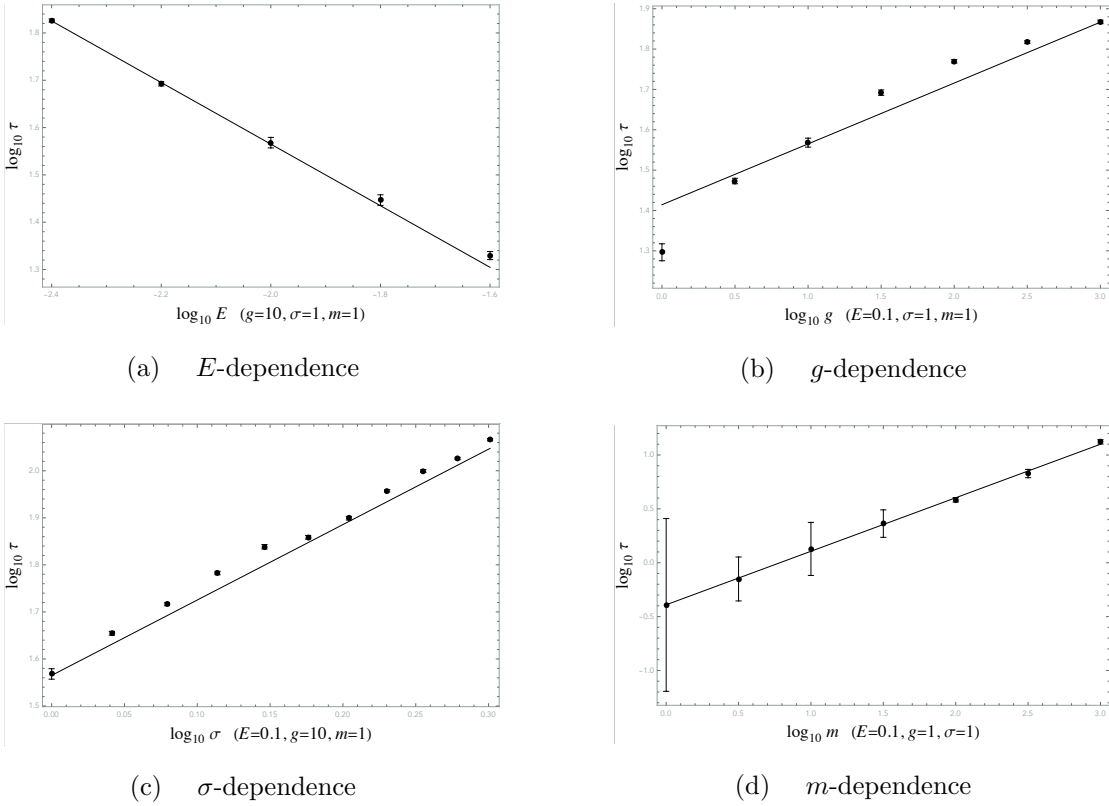 log₁₀ τ
1.8
1.7
1.6
1.5
1.4
1.3
−2.4 −2.2 −2.0 −1.8 −1.6
log₁₀ E (g=10, σ=1, m=1)
(a) E-dependence
log₁₀ τ
1.9
1.8
1.7
1.6
1.5
1.4
1.3
0.0 0.5 1.0 1.5 2.0 2.5 3.0
log₁₀ g (E=0.1, σ=1, m=1)
(b) g-dependence
log₁₀ τ
2.0
1.9
1.8
1.7
1.6
1.5
0.00 0.05 0.10 0.15 0.20 0.25 0.30
log₁₀ σ (E=0.1, g=10, m=1)
(c) σ-dependence
log₁₀ τ
1.0
0.5
0.0
−0.5
−1.0
0.0 0.5 1.0 1.5 2.0 2.5 3.0
log₁₀ m (E=0.1, g=1, σ=1)
(d) m-dependence